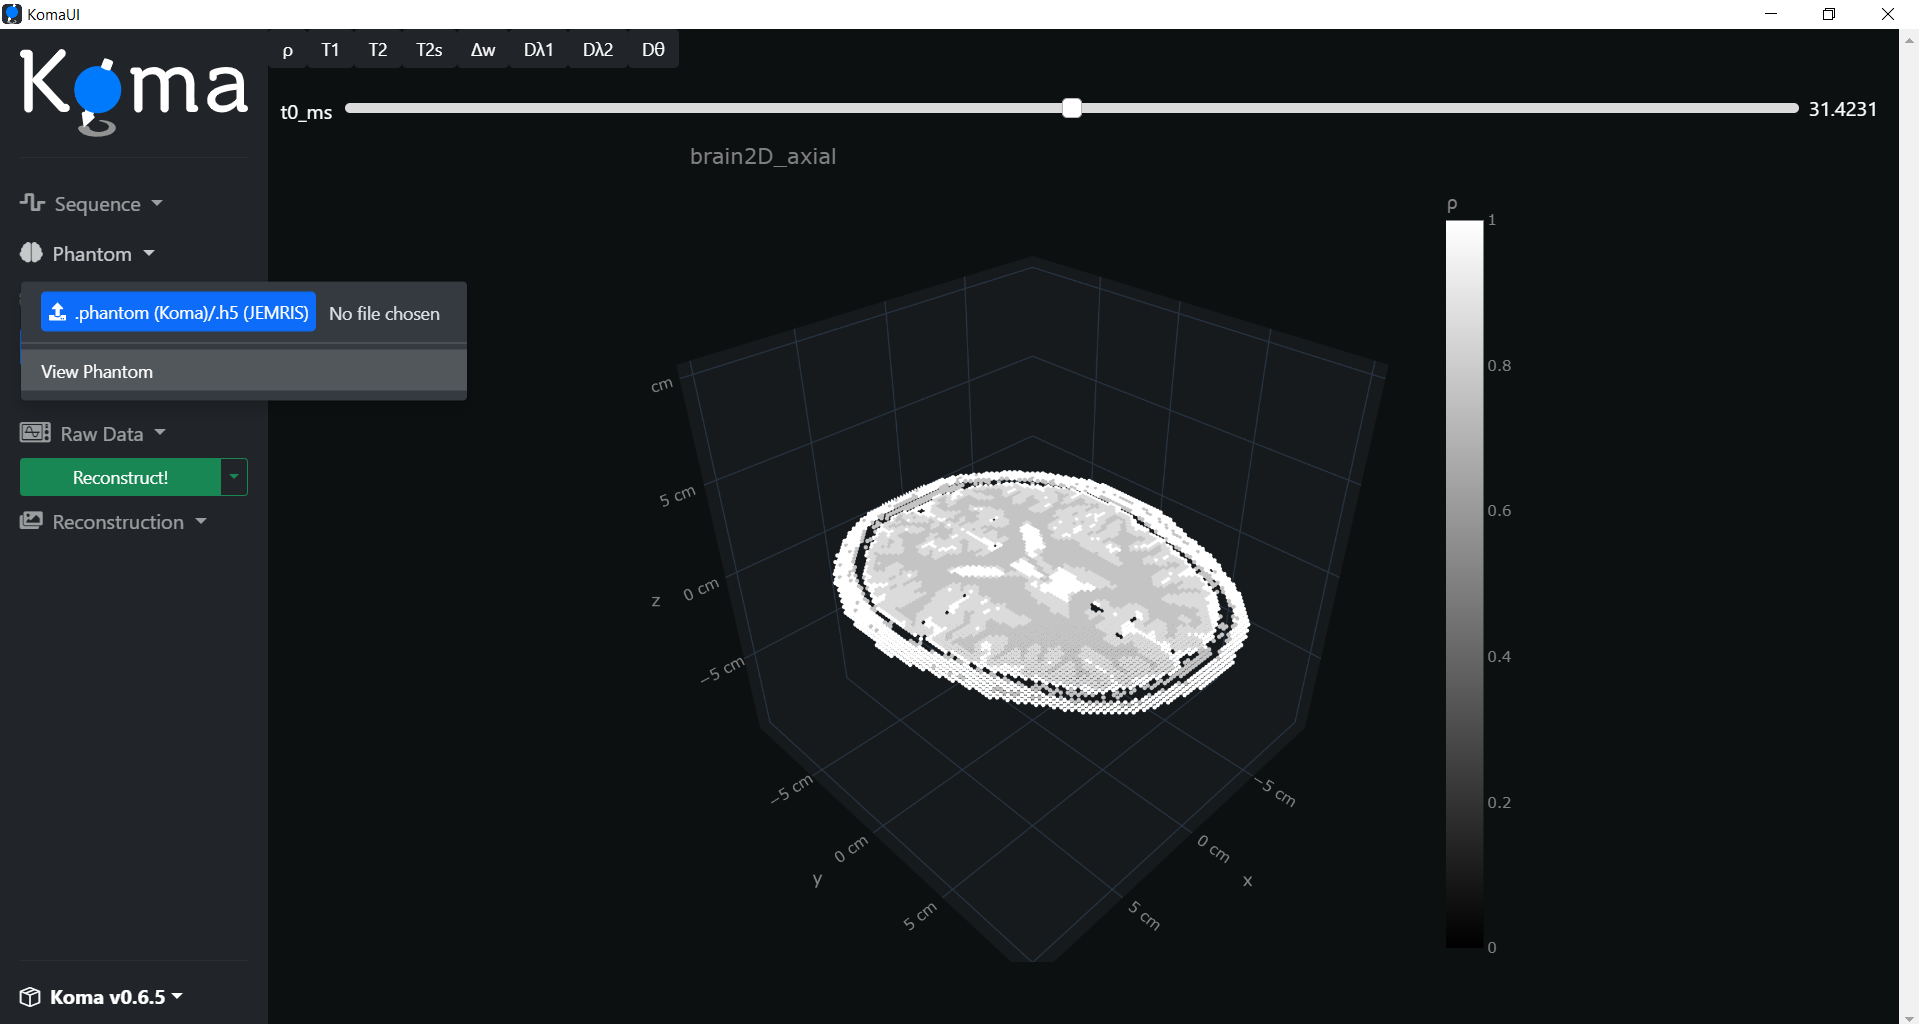 KomaUI
Koma
ρ T1 T2 T2s Δw Dλ1 Dλ2 Dθ
t0_ms 31.4231
brain2D_axial
Sequence
Phantom
.phantom (Koma)/.h5 (JEMRIS) No file chosen
View Phantom
Raw Data
Reconstruct!
Reconstruction
Koma v0.6.5
ρ
1
0.8
0.6
0.4
0.2
0
cm
5 cm
z 0 cm
−5 cm
−5 cm
0 cm
y
5 cm
−5 cm
0 cm
x
5 cm